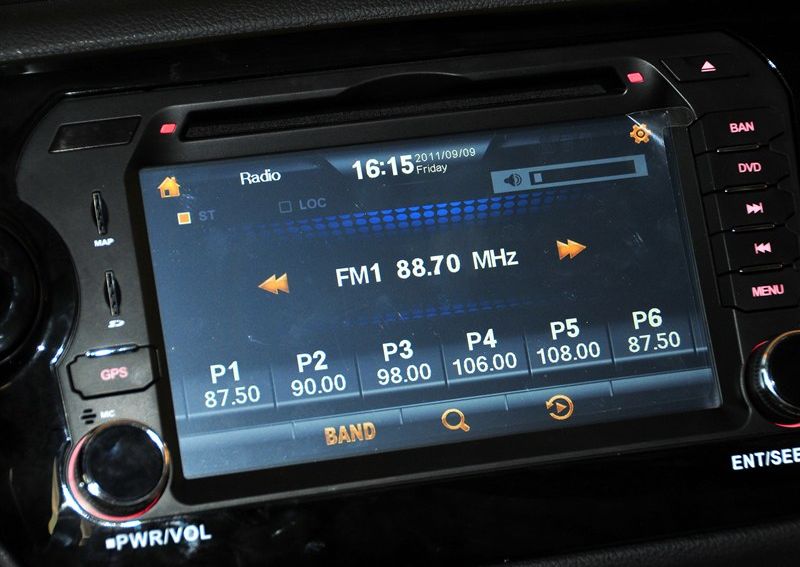 Radio
16:15
2011/09/09
Friday
ST
LOC
FM1 88.70 MHz
P1
87.50
P2
90.00
P3
98.00
P4
106.00
P5
108.00
P6
87.50
BAND
MAP
GPS
MIC
PWR/VOL
BAN
DVD
MENU
ENT/SEE